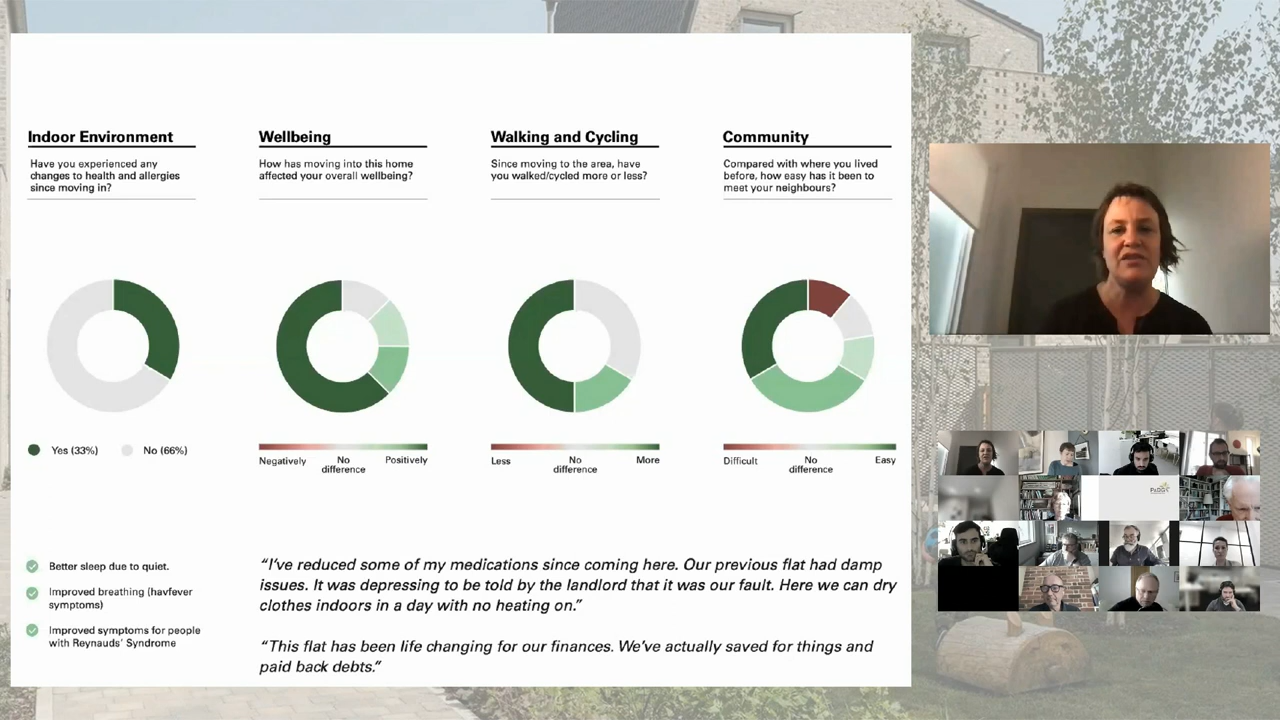 Indoor Environment
Have you experienced any
changes to health and allergies
since moving in?
Yes (33%)
No (66%)
Better sleep due to quiet.
Improved breathing (havfever
symptoms)
Improved symptoms for people
with Reynauds' Syndrome
Wellbeing
How has moving into this home
affected your overall wellbeing?
Negatively
No
difference
Positively
Walking and Cycling
Since moving to the area, have
you walked/cycled more or less?
Less
No
difference
More
Community
Compared with where you lived
before, how easy has it been to
meet your neighbours?
Difficult
No
difference
Easy
“I’ve reduced some of my medications since coming here. Our previous flat had damp
issues. It was depressing to be told by the landlord that it was our fault. Here we can dry
clothes indoors in a day with no heating on.”
“This flat has been life changing for our finances. We’ve actually saved for things and
paid back debts.”